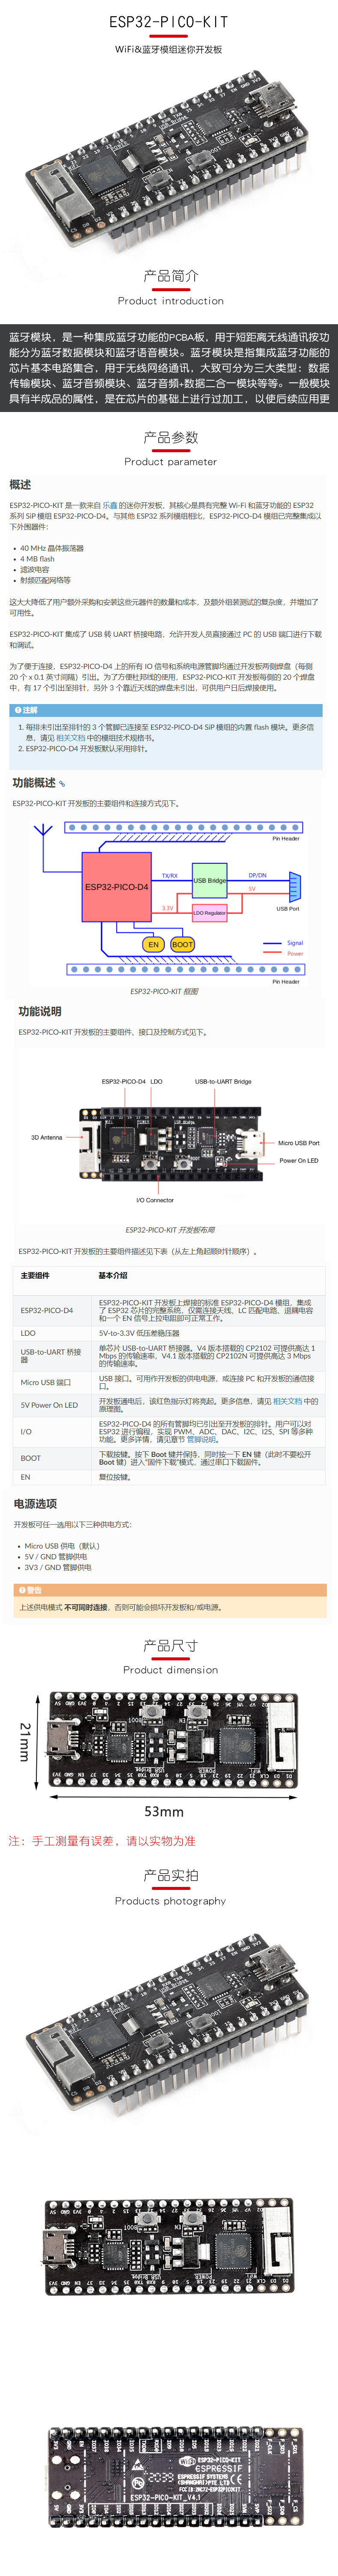 ESP32-PICO-KIT
WiFi&蓝牙模组迷你开发板
产品简介
Product introduction
蓝牙模块，是一种集成蓝牙功能的PCBA板，用于短距离无线通讯按功
能分为蓝牙数据模块和蓝牙语音模块。蓝牙模块是指集成蓝牙功能的
芯片基本电路集合，用于无线网络通讯，大致可分为三大类型：数据
传输模块、蓝牙音频模块、蓝牙音频+数据二合一模块等等。一般模块
具有半成品的属性，是在芯片的基础上进行过加工，以使后续应用更
产品参数
Product parameter
概述
ESP32-PICO-KIT 是一款来自 乐鑫 的迷你开发板，其核心是具有完整 Wi-Fi 和蓝牙功能的 ESP32
系列 SiP 模组 ESP32-PICO-D4。与其他 ESP32 系列模组相比，ESP32-PICO-D4 模组已完整集成以
下外围器件：
• 40 MHz 晶体振荡器
• 4 MB flash
• 滤波电容
• 射频匹配网络等
这大大降低了用户额外采购和安装这些元器件的数量和成本，及额外组装测试的复杂度，并增加了
可用性。
ESP32-PICO-KIT 集成了 USB 转 UART 桥接电路，允许开发人员直接通过 PC 的 USB 端口进行下载
和调试。
为了便于连接，ESP32-PICO-D4 上的所有 IO 信号和系统电源管脚均通过开发板两侧焊盘（每侧
20 个 x 0.1 英寸间隔）引出。为了方便杜邦线的使用，ESP32-PICO-KIT 开发板每侧的 20 个焊盘
中，有 17 个引出至排针，另外 3 个靠近天线的焊盘未引出，可供用户日后焊接使用。
注解
1. 每排未引出至排针的 3 个管脚已连接至 ESP32-PICO-D4 SiP 模组的内置 flash 模块。更多信
息，请见 相关文档 中的模组技术规格书。
2. ESP32-PICO-D4 开发板默认采用排针。
功能概述
ESP32-PICO-KIT 开发板的主要组件和连接方式见下。
Pin Header
ESP32-PICO-D4
TX/RX
USB Bridge
DP/DN
5V
3.3V
LDO Regulator
USB Port
EN
BOOT
Signal
Power
Pin Header
ESP32-PICO-KIT 框图
功能说明
ESP32-PICO-KIT 开发板的主要组件、接口及控制方式见下。
ESP32-PICO-D4
LDO
USB-to-UART Bridge
3D Antenna
Micro USB Port
Power On LED
I/O Connector
ESP32-PICO-KIT 开发板布局
ESP32-PICO-KIT 开发板的主要组件描述见下表（从左上角起顺时针顺序）。
主要组件 基本介绍
ESP32-PICO-D4 ESP32-PICO-KIT 开发板上焊接的标准 ESP32-PICO-D4 模组，集成
了 ESP32 芯片的完整系统，仅需连接天线、LC 匹配电路、退耦电容
和一个 EN 信号上拉电阻即可正常工作。
LDO 5V-to-3.3V 低压差稳压器
USB-to-UART 桥接器 单芯片 USB-to-UART 桥接器。V4 版本搭载的 CP2102 可提供高达 1
Mbps 的传输速率，V4.1 版本搭载的 CP2102N 可提供高达 3 Mbps
的传输速率。
Micro USB 端口 USB 接口。可用作开发板的供电电源，或连接 PC 和开发板的通信接
口。
5V Power On LED 开发板通电后，该红色指示灯将亮起。更多信息，请见 相关文档 中的
原理图。
I/O ESP32-PICO-D4 的所有管脚均已引出至开发板的排针。用户可以对
ESP32 进行编程，实现 PWM、ADC、DAC、I2C、I2S、SPI 等多种
功能。更多详情，请见章节 管脚说明。
BOOT 下载按键。按下 Boot 键并保持，同时按一下 EN 键（此时不要松开
Boot 键）进入“固件下载”模式，通过串口下载固件。
EN 复位按键。
电源选项
开发板可任一选用以下三种供电方式：
• Micro USB 供电（默认）
• 5V / GND 管脚供电
• 3V3 / GND 管脚供电
警告
上述供电模式 不可同时连接，否则可能会损坏开发板和/或电源。
产品尺寸
Product dimension
21mm
53mm
注：手工测量有误差，请以实物为准
产品实拍
Products photography
ESP32-PICO-KIT
ESPRESSIF
ESPRESSIF SYSTEMS
(SHANGHAI) PTE LTD
FCC ID:2AC7Z-ESP32PICOKIT
ESP32-PICO-KIT_V4.1